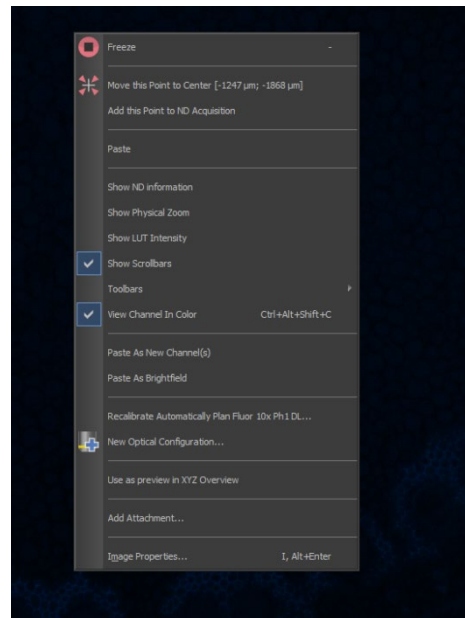 Freeze -
Move this Point to Center [-1247 µm; -1868 µm]
Add this Point to ND Acquisition
Paste
Show ND information
Show Physical Zoom
Show LUT Intensity
Show Scrollbars
Toolbars
View Channel In Color Ctrl+Alt+Shift+C
Paste As New Channel(s)
Paste As Brightfield
Recalibrate Automatically Plan Fluor 10x Ph1 DL...
New Optical Configuration...
Use as preview in XYZ Overview
Add Attachment...
Image Properties... I, Alt+Enter